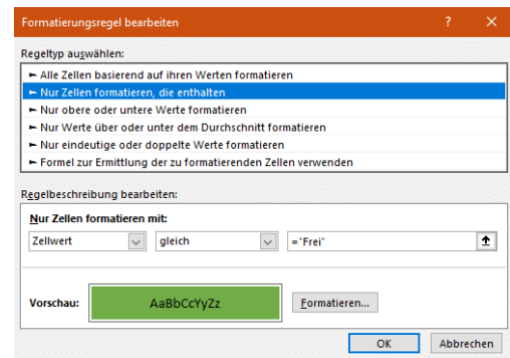 Formatierungsregel bearbeiten ? ×
Regeltyp auswählen:
► Alle Zellen basierend auf ihren Werten formatieren
► Nur Zellen formatieren, die enthalten
► Nur obere oder untere Werte formatieren
► Nur Werte über oder unter dem Durchschnitt formatieren
► Nur eindeutige oder doppelte Werte formatieren
► Formel zur Ermittlung der zu formatierenden Zellen verwenden
Regelbeschreibung bearbeiten:
Nur Zellen formatieren mit:
Zellwert gleich ="Frei"
Vorschau: AaBbCcYyZz Formatieren...
OK Abbrechen